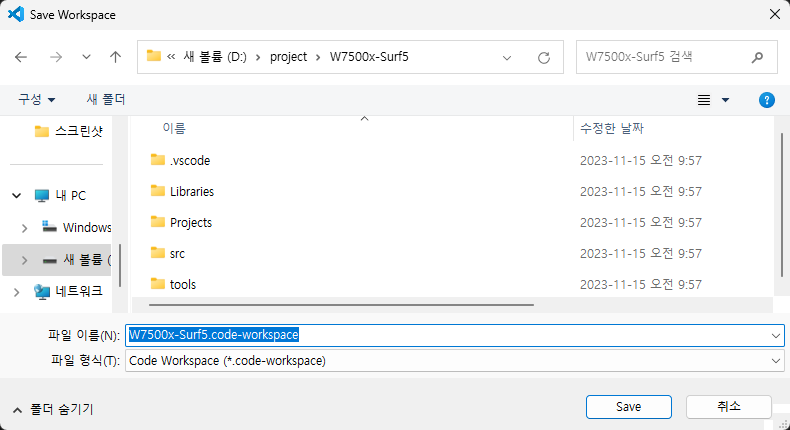 Save Workspace
« 새 볼륨 (D:) › project › W7500x-Surf5
W7500x-Surf5 검색
구성 새 폴더
이름 수정한 날짜
스크린샷
내 PC
Windows
새 볼륨 (
네트워크
.vscode 2023-11-15 오전 9:57
Libraries 2023-11-15 오전 9:57
Projects 2023-11-15 오전 9:57
src 2023-11-15 오전 9:57
tools 2023-11-15 오전 9:57
파일 이름(N): W7500x-Surf5.code-workspace
파일 형식(T): Code Workspace (*.code-workspace)
폴더 숨기기
Save 취소